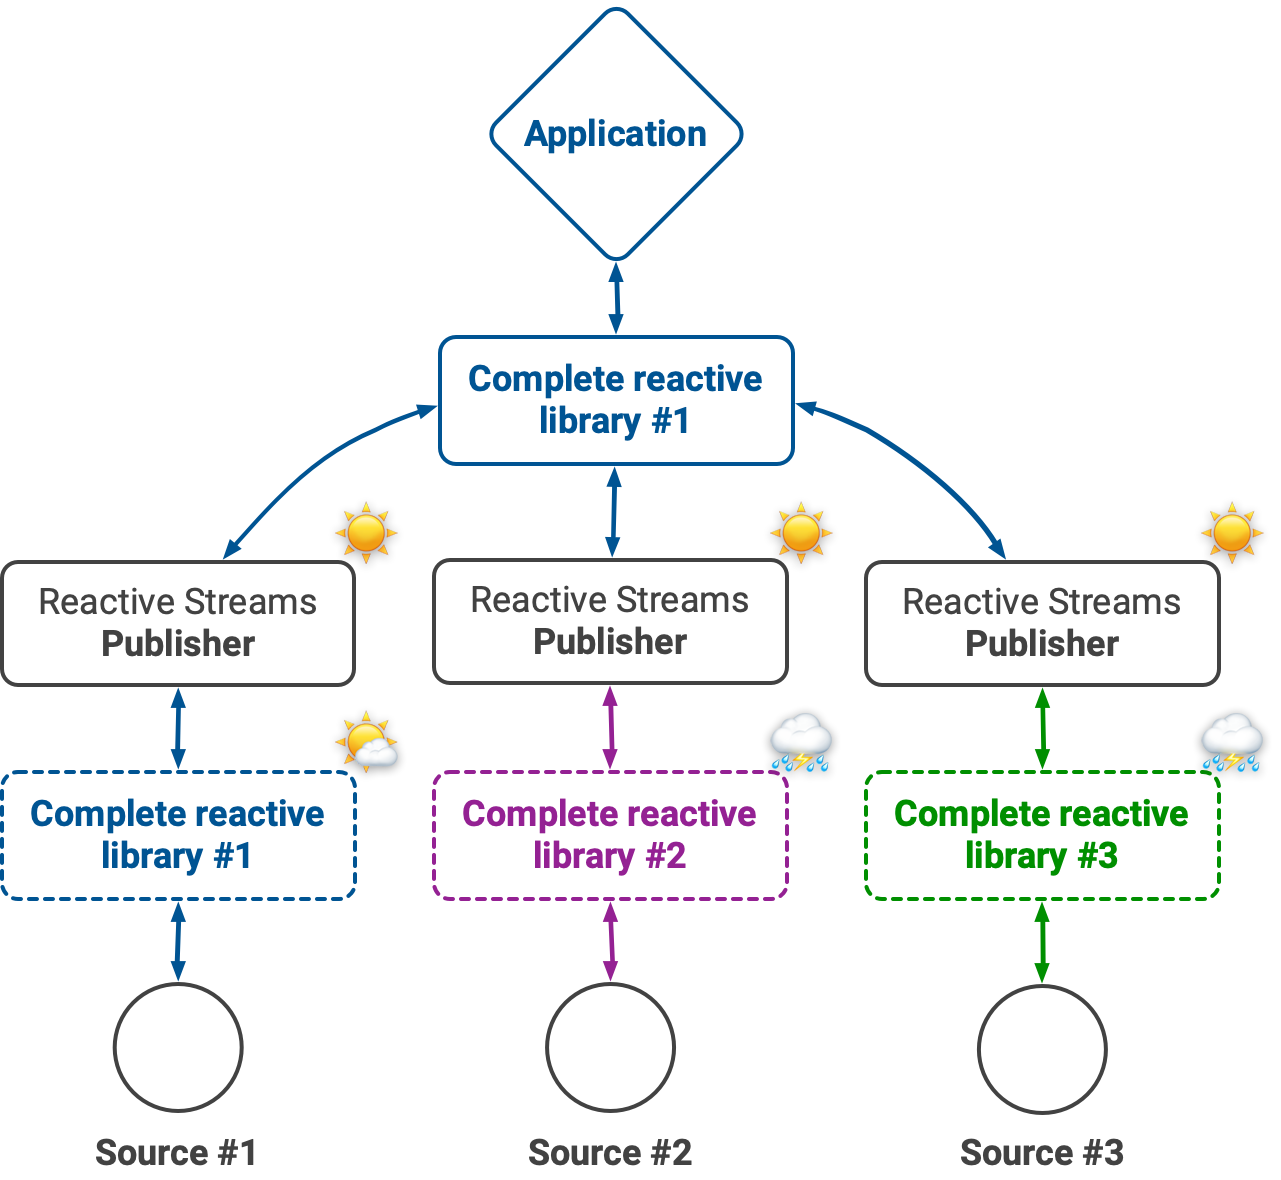 Application
Complete reactive
library #1
Reactive Streams
Publisher
Reactive Streams
Publisher
Reactive Streams
Publisher
Complete reactive
library #1
Complete reactive
library #2
Complete reactive
library #3
Source #1
Source #2
Source #3